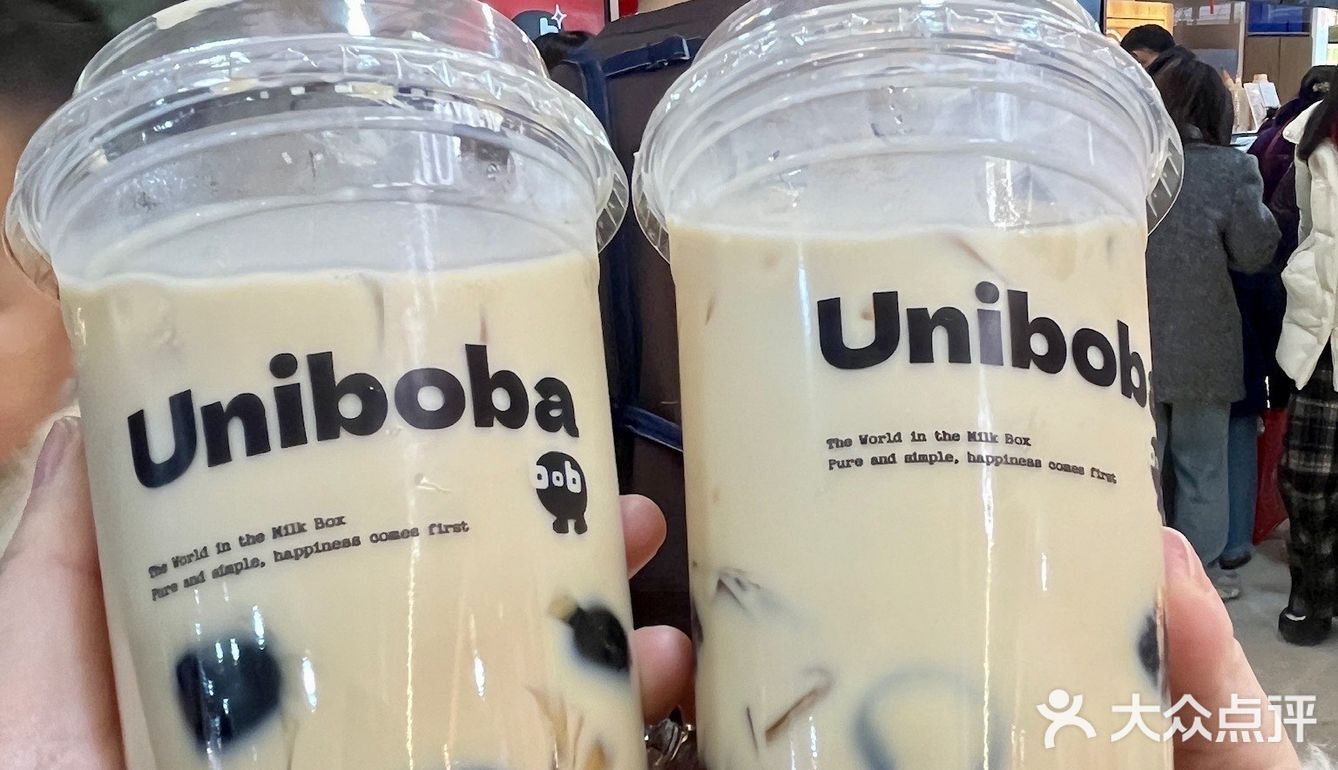 Uniboba
bob
The World in the Milk Box
Pure and simple, happiness comes first
Unibob
The World in the Milk Box
Pure and simple, happiness comes first
大众点评